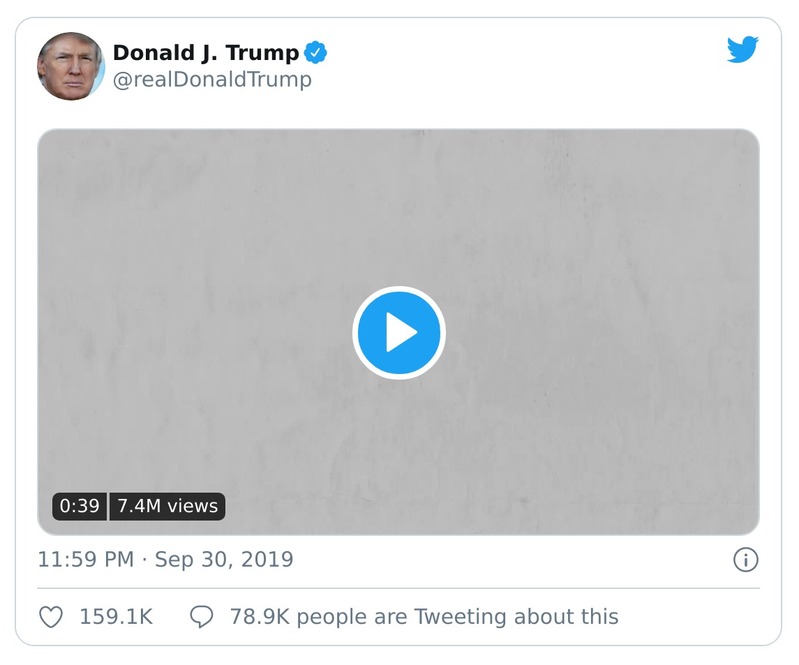 Donald J. Trump
@realDonaldTrump
0:39 7.4M views
11:59 PM · Sep 30, 2019
159.1K 78.9K people are Tweeting about this